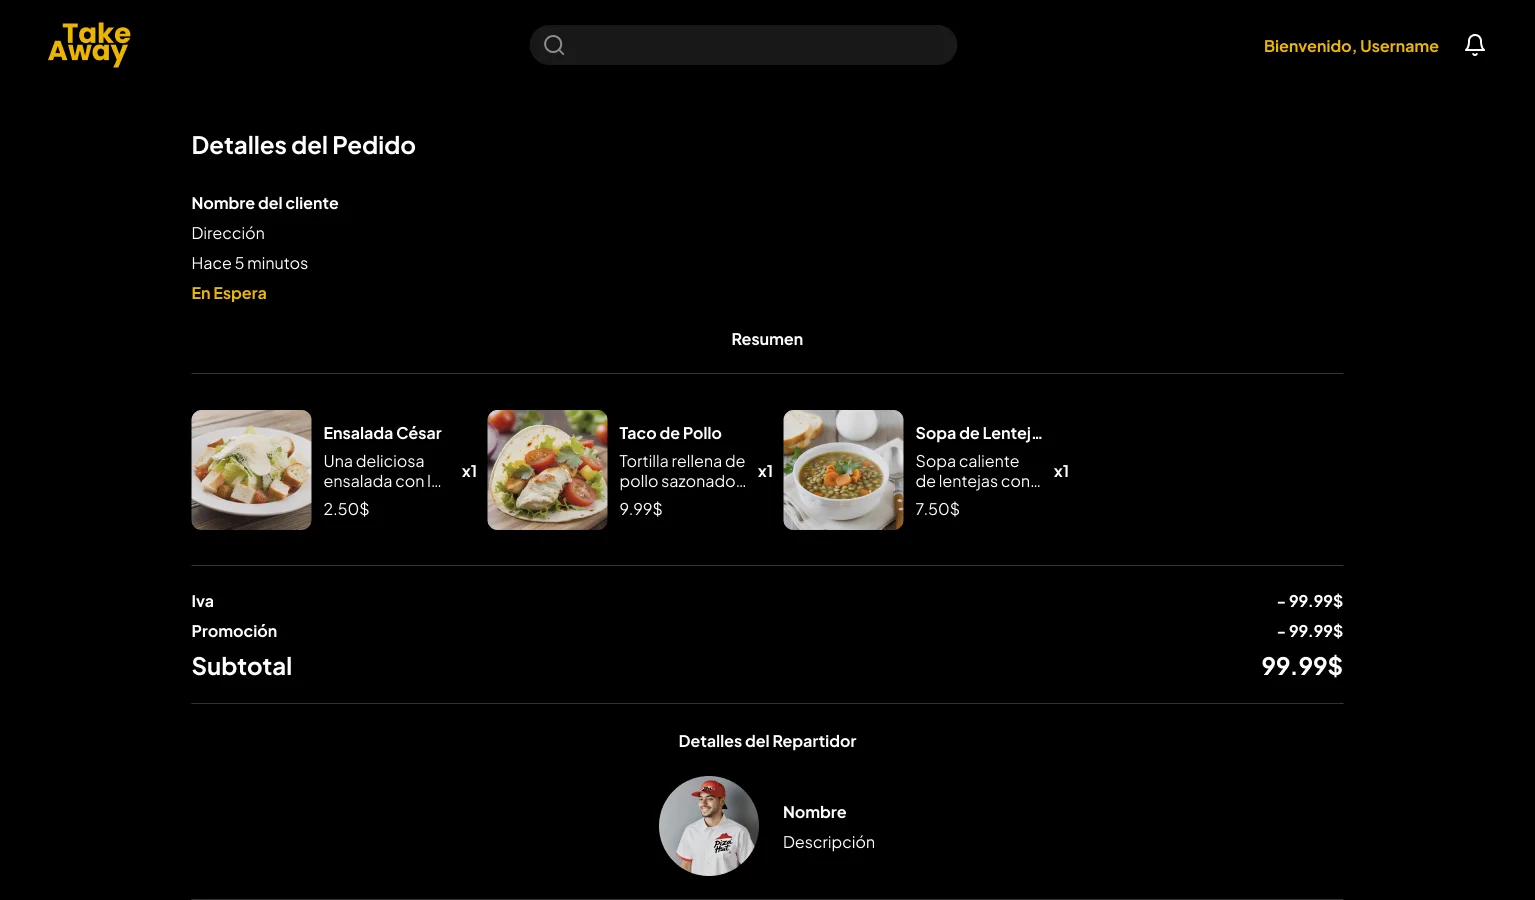 Take
Away
Bienvenido, Username
Detalles del Pedido
Nombre del cliente
Dirección
Hace 5 minutos
En Espera
Resumen
Ensalada César
Una deliciosa
ensalada con l...
2.50$
x1
Taco de Pollo
Tortilla rellena de
pollo sazonado...
9.99$
x1
Sopa de Lentej...
Sopa caliente
de lentejas con...
7.50$
x1
Iva
- 99.99$
Promoción
- 99.99$
Subtotal
99.99$
Detalles del Repartidor
Pizza
Hut
Nombre
Descripción